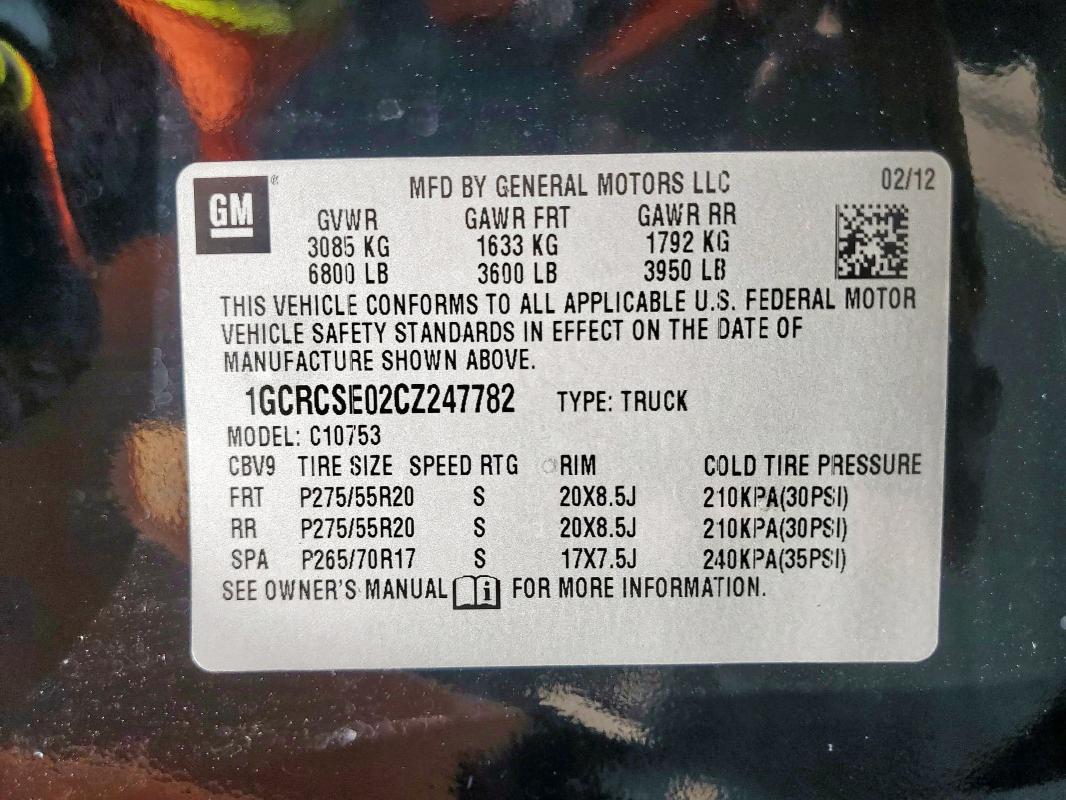 GM® MFD BY GENERAL MOTORS LLC 02/12
GVWR GAWR FRT GAWR RR
3085 KG 1633 KG 1792 KG
6800 LB 3600 LB 3950 LB
THIS VEHICLE CONFORMS TO ALL APPLICABLE U.S. FEDERAL MOTOR
VEHICLE SAFETY STANDARDS IN EFFECT ON THE DATE OF
MANUFACTURE SHOWN ABOVE.
1GCRCSE02CZ247782 TYPE: TRUCK
MODEL: C10753
CBV9 TIRE SIZE SPEED RTG RIM COLD TIRE PRESSURE
FRT P275/55R20 S 20X8.5J 210KPA(30PSI)
RR P275/55R20 S 20X8.5J 210KPA(30PSI)
SPA P265/70R17 S 17X7.5J 240KPA(35PSI)
SEE OWNER'S MANUAL FOR MORE INFORMATION.